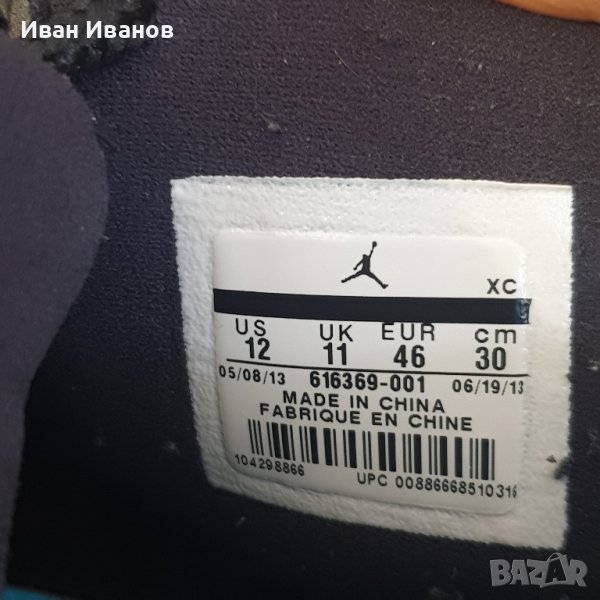 Иван Иванов
XC
US UK EUR cm
12 11 46 30
05/08/13 616369-001 06/19/13
MADE IN CHINA
FABRIQUE EN CHINE
104298866
UPC 00886668510316
BAZAR